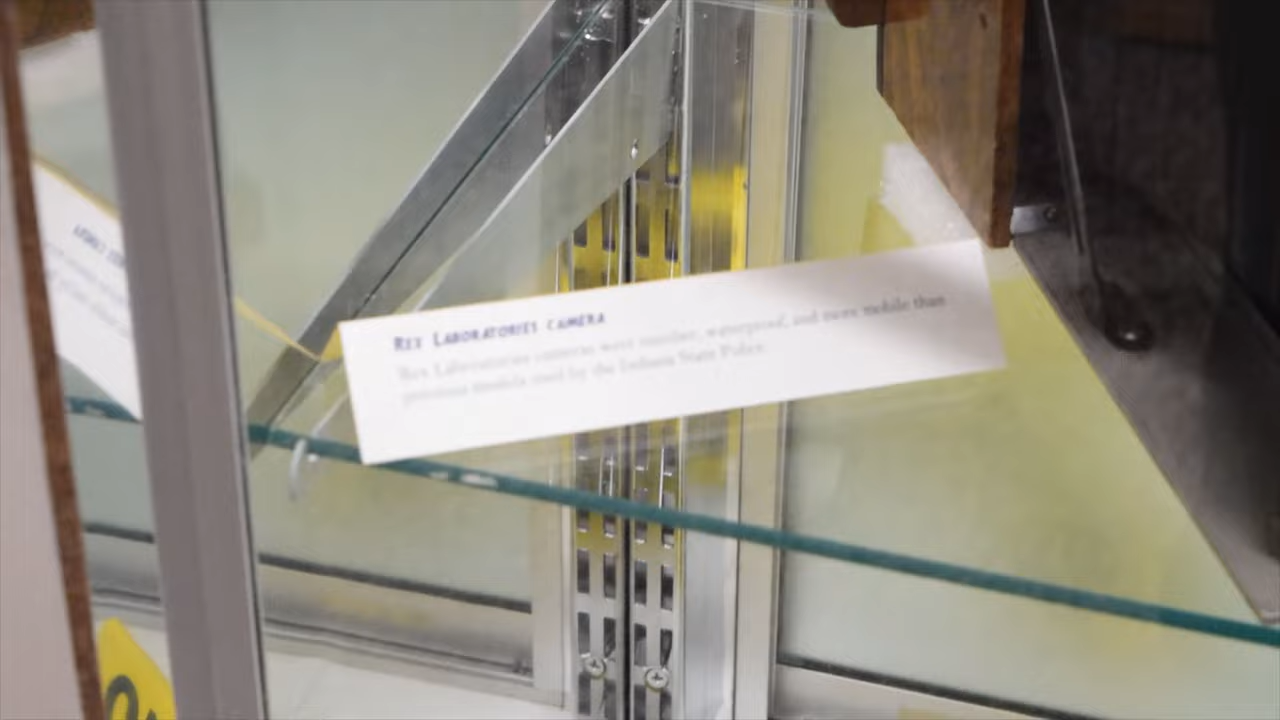 REX LABORATORIES CAMERA
Rex Laboratories cameras were smaller, waterproof, and more mobile than
previous models used by the Indiana State Police.